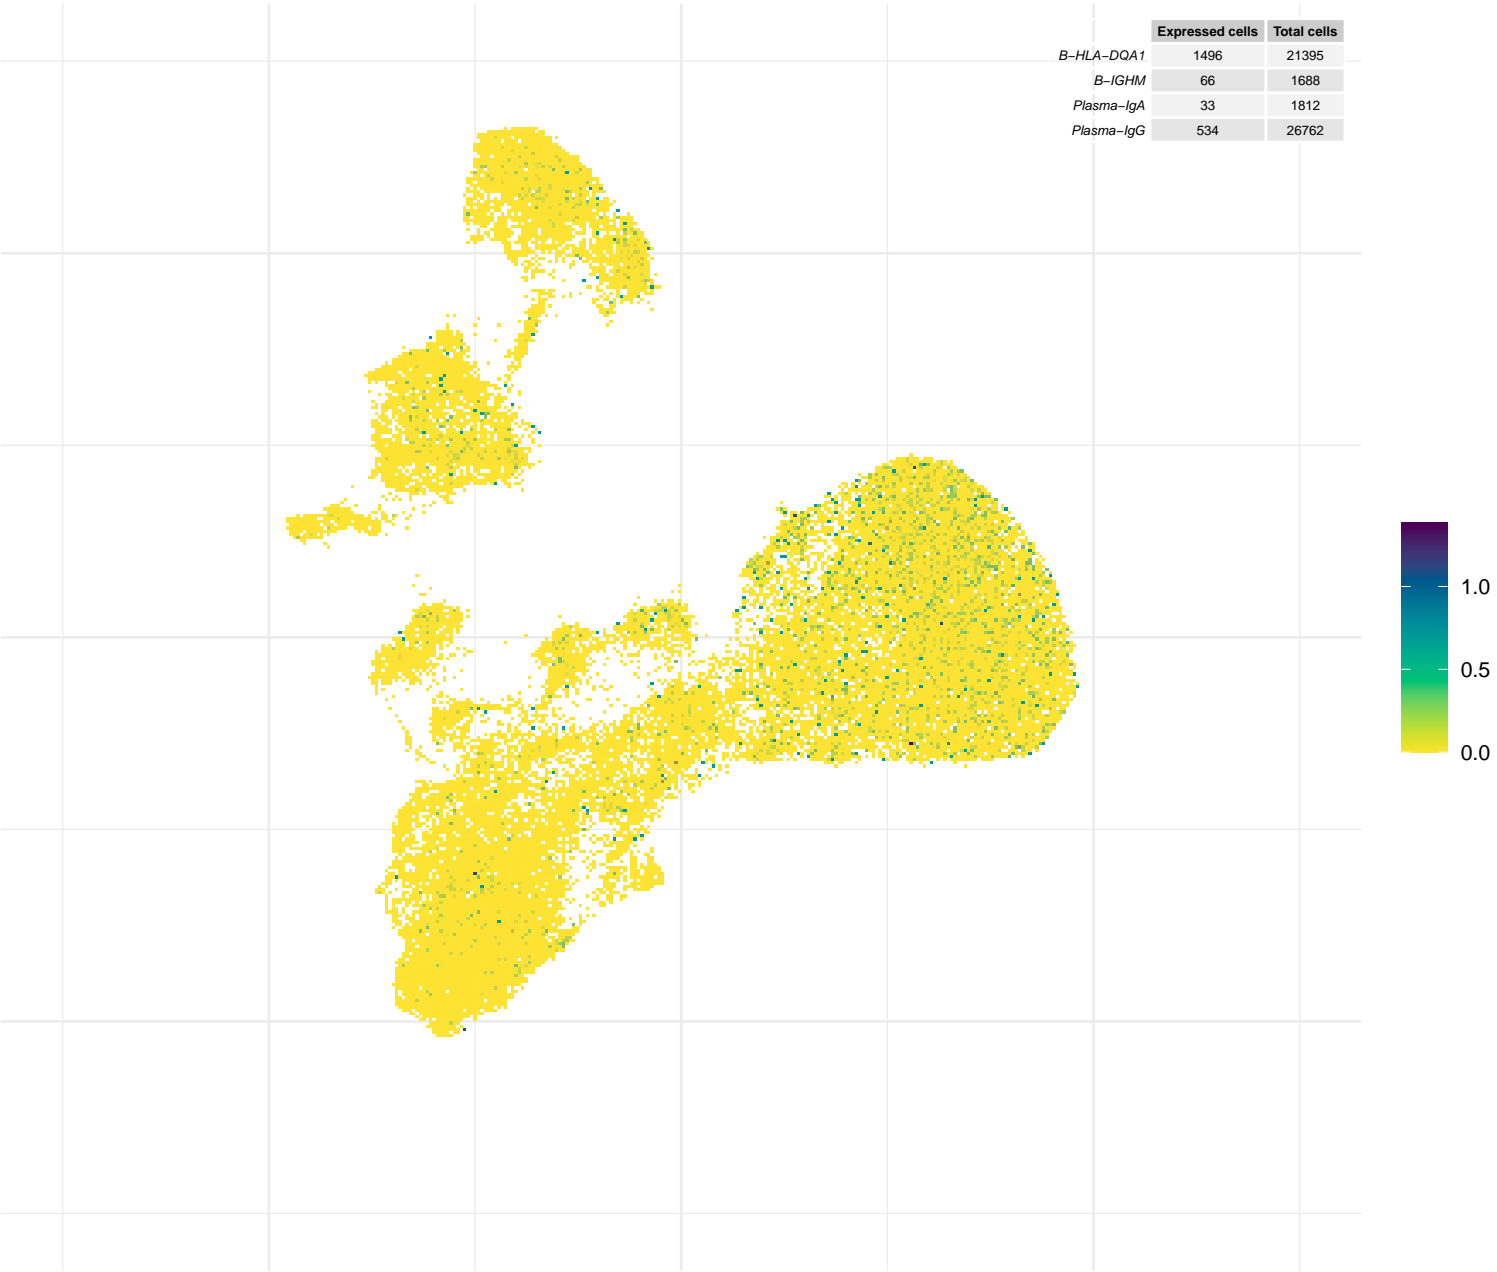 Expressed cells Total cells
B−HLA−DQA1 1496 21395
B−IGHM 66 1688
Plasma−IgA 33 1812
Plasma−IgG 534 26762
1.0
0.5
0.0